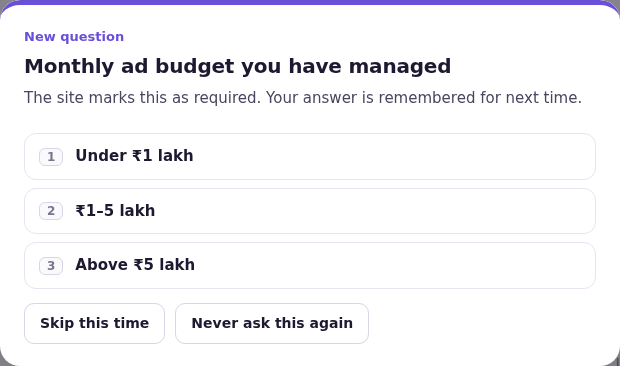 New question
Monthly ad budget you have managed
The site marks this as required. Your answer is remembered for next time.
1 Under ₹1 lakh
2 ₹1–5 lakh
3 Above ₹5 lakh
Skip this time Never ask this again